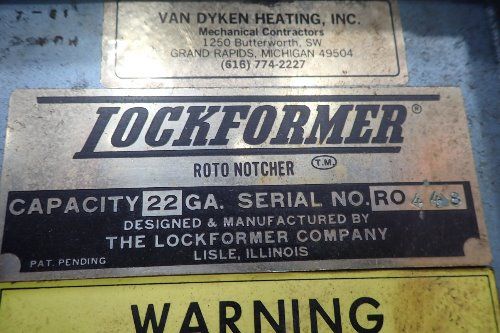 VAN DYKEN HEATING, INC.
Mechanical Contractors
1250 Butterworth, SW
GRAND RAPIDS, MICHIGAN 49504
(616) 774-2227
LOCKFORMER®
ROTO NOTCHER T.M.
CAPACITY 22 GA. SERIAL NO. RO 448
DESIGNED & MANUFACTURED BY
THE LOCKFORMER COMPANY
LISLE, ILLINOIS
PAT. PENDING
WARNING